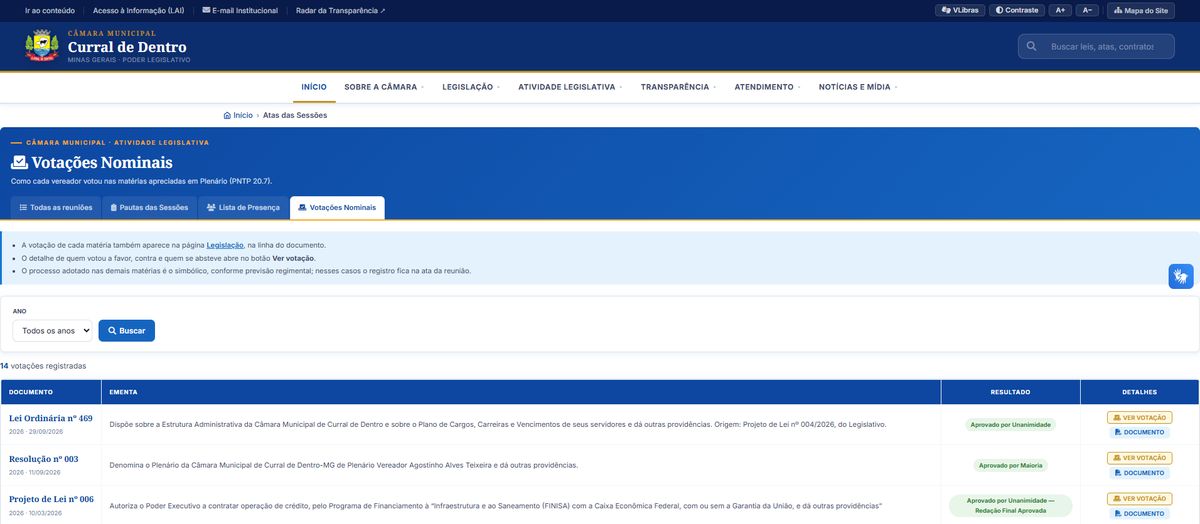 Ir ao conteúdo
Acesso à Informação (LAI)
E-mail Institucional
Radar da Transparência ↗
VLibras
Contraste
A+
A−
Mapa do Site
CÂMARA MUNICIPAL
Curral de Dentro
MINAS GERAIS · PODER LEGISLATIVO
Buscar leis, atas, contratos
INÍCIO
SOBRE A CÂMARA
LEGISLAÇÃO
ATIVIDADE LEGISLATIVA
TRANSPARÊNCIA
ATENDIMENTO
NOTÍCIAS E MÍDIA
Início › Atas das Sessões
CÂMARA MUNICIPAL · ATIVIDADE LEGISLATIVA
Votações Nominais
Como cada vereador votou nas matérias apreciadas em Plenário (PNTP 20.7).
Todas as reuniões
Pautas das Sessões
Lista de Presença
Votações Nominais
• A votação de cada matéria também aparece na página Legislação, na linha do documento.
• O detalhe de quem votou a favor, contra e quem se absteve abre no botão Ver votação.
• O processo adotado nas demais matérias é o simbólico, conforme previsão regimental; nesses casos o registro fica na ata da reunião.
ANO
Todos os anos
Buscar
14 votações registradas
DOCUMENTO
EMENTA
RESULTADO
DETALHES
Lei Ordinária nº 469
2026 · 29/09/2026
Dispõe sobre a Estrutura Administrativa da Câmara Municipal de Curral de Dentro e sobre o Plano de Cargos, Carreiras e Vencimentos de seus servidores e dá outras providências. Origem: Projeto de Lei nº 004/2026, do Legislativo.
Aprovado por Unanimidade
VER VOTAÇÃO
DOCUMENTO
Resolução nº 003
2026 · 11/09/2026
Denomina o Plenário da Câmara Municipal de Curral de Dentro-MG de Plenário Vereador Agostinho Alves Teixeira e dá outras providências.
Aprovado por Maioria
VER VOTAÇÃO
DOCUMENTO
Projeto de Lei nº 006
2026 · 10/03/2026
Autoriza o Poder Executivo a contratar operação de crédito, pelo Programa de Financiamento à "Infraestrutura e ao Saneamento (FINISA) com a Caixa Econômica Federal, com ou sem a Garantia da União, e dá outras providências"
Aprovado por Unanimidade —
Redação Final Aprovada
VER VOTAÇÃO
DOCUMENTO